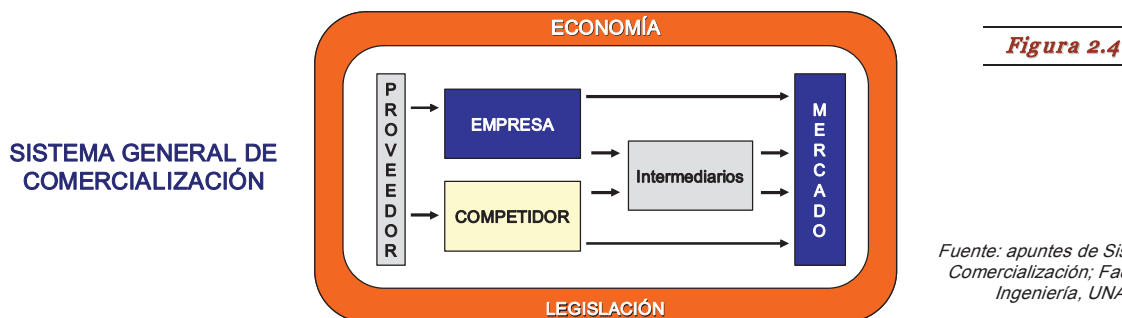 ECONOMÍA
Figura 2.4
SISTEMA GENERAL DE
COMERCIALIZACIÓN
PROVEEDOR
EMPRESA
COMPETIDOR
Intermediarios
MERCADO
Fuente: apuntes de
Comercialización;
Ingeniería,
LEGISLACIÓN